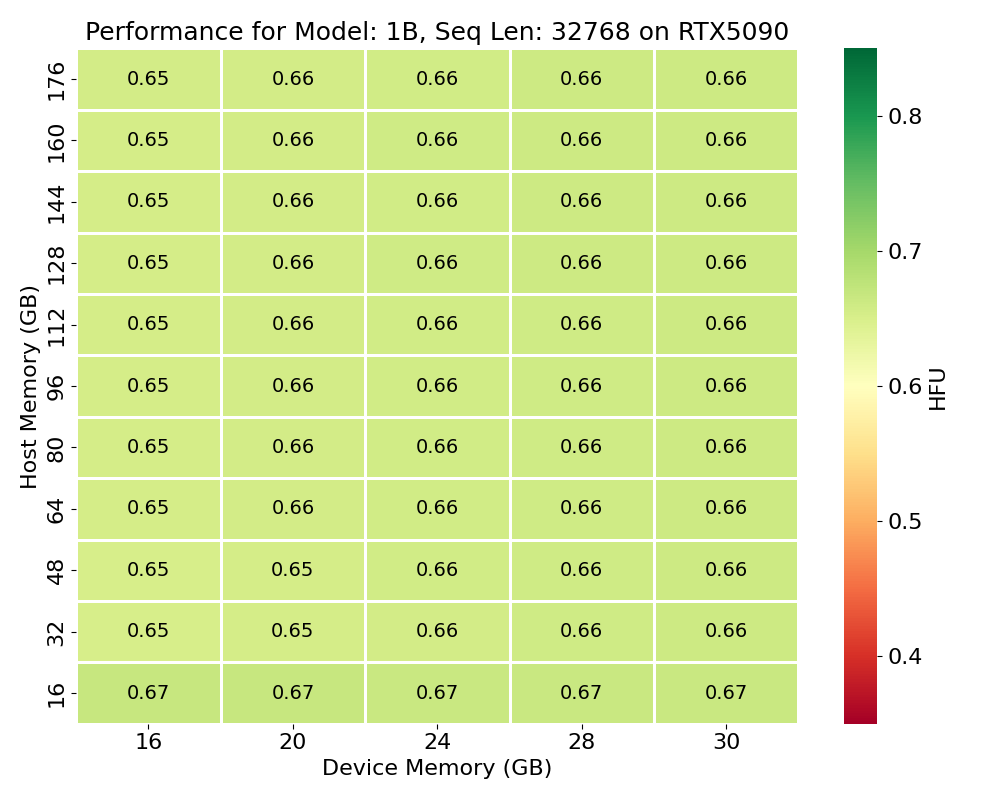 Performance for Model: 1B, Seq Len: 32768 on RTX5090
Host Memory (GB)
176 0.65 0.66 0.66 0.66 0.66
160 0.65 0.66 0.66 0.66 0.66
144 0.65 0.66 0.66 0.66 0.66
128 0.65 0.66 0.66 0.66 0.66
112 0.65 0.66 0.66 0.66 0.66
96 0.65 0.66 0.66 0.66 0.66
80 0.65 0.66 0.66 0.66 0.66
64 0.65 0.66 0.66 0.66 0.66
48 0.65 0.65 0.66 0.66 0.66
32 0.65 0.65 0.66 0.66 0.66
16 0.67 0.67 0.67 0.67 0.67
16 20 24 28 30
Device Memory (GB)
0.8
0.7
0.6
0.5
0.4
HFU